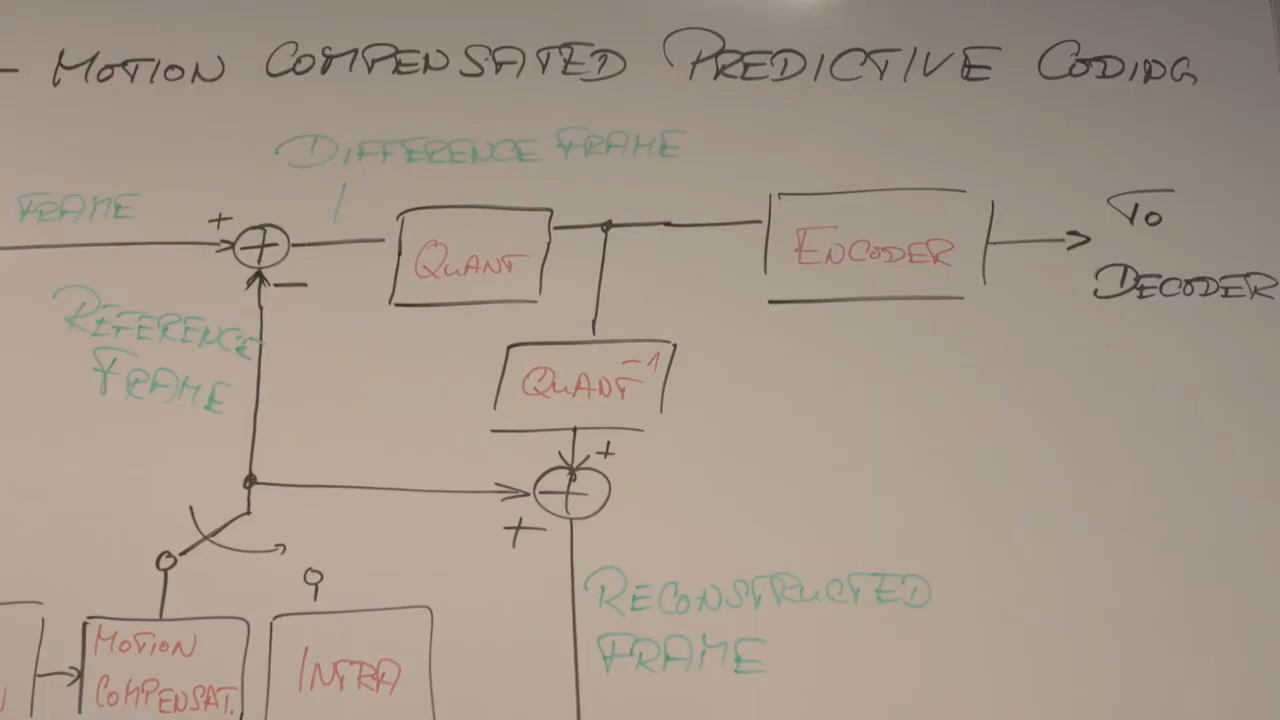 - MOTION COMPENSATED PREDICTIVE CODING
DIFFERENCE FRAME
FRAME
+
+
-
QUANT
ENCODER
TO
DECODER
REFERENCE
FRAME
QUANT⁻¹
+
+
RECONSTRUCTED
FRAME
MOTION
COMPENSAT.
INTRA